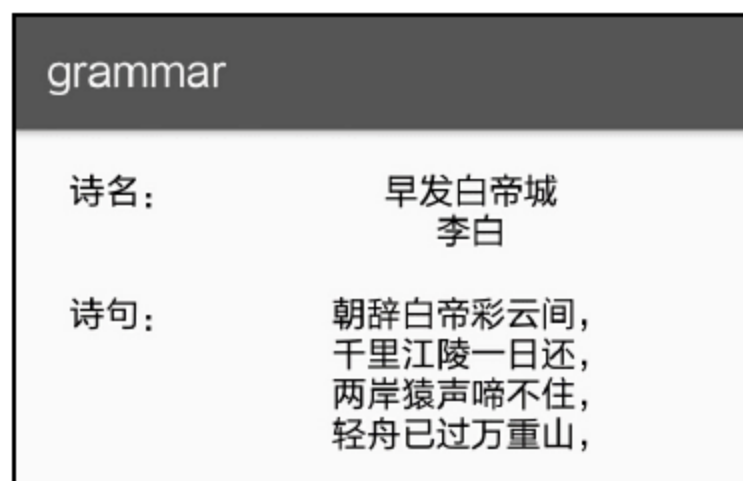 grammar
诗名： 早发白帝城
李白
诗句： 朝辞白帝彩云间，
千里江陵一日还，
两岸猿声啼不住，
轻舟已过万重山，